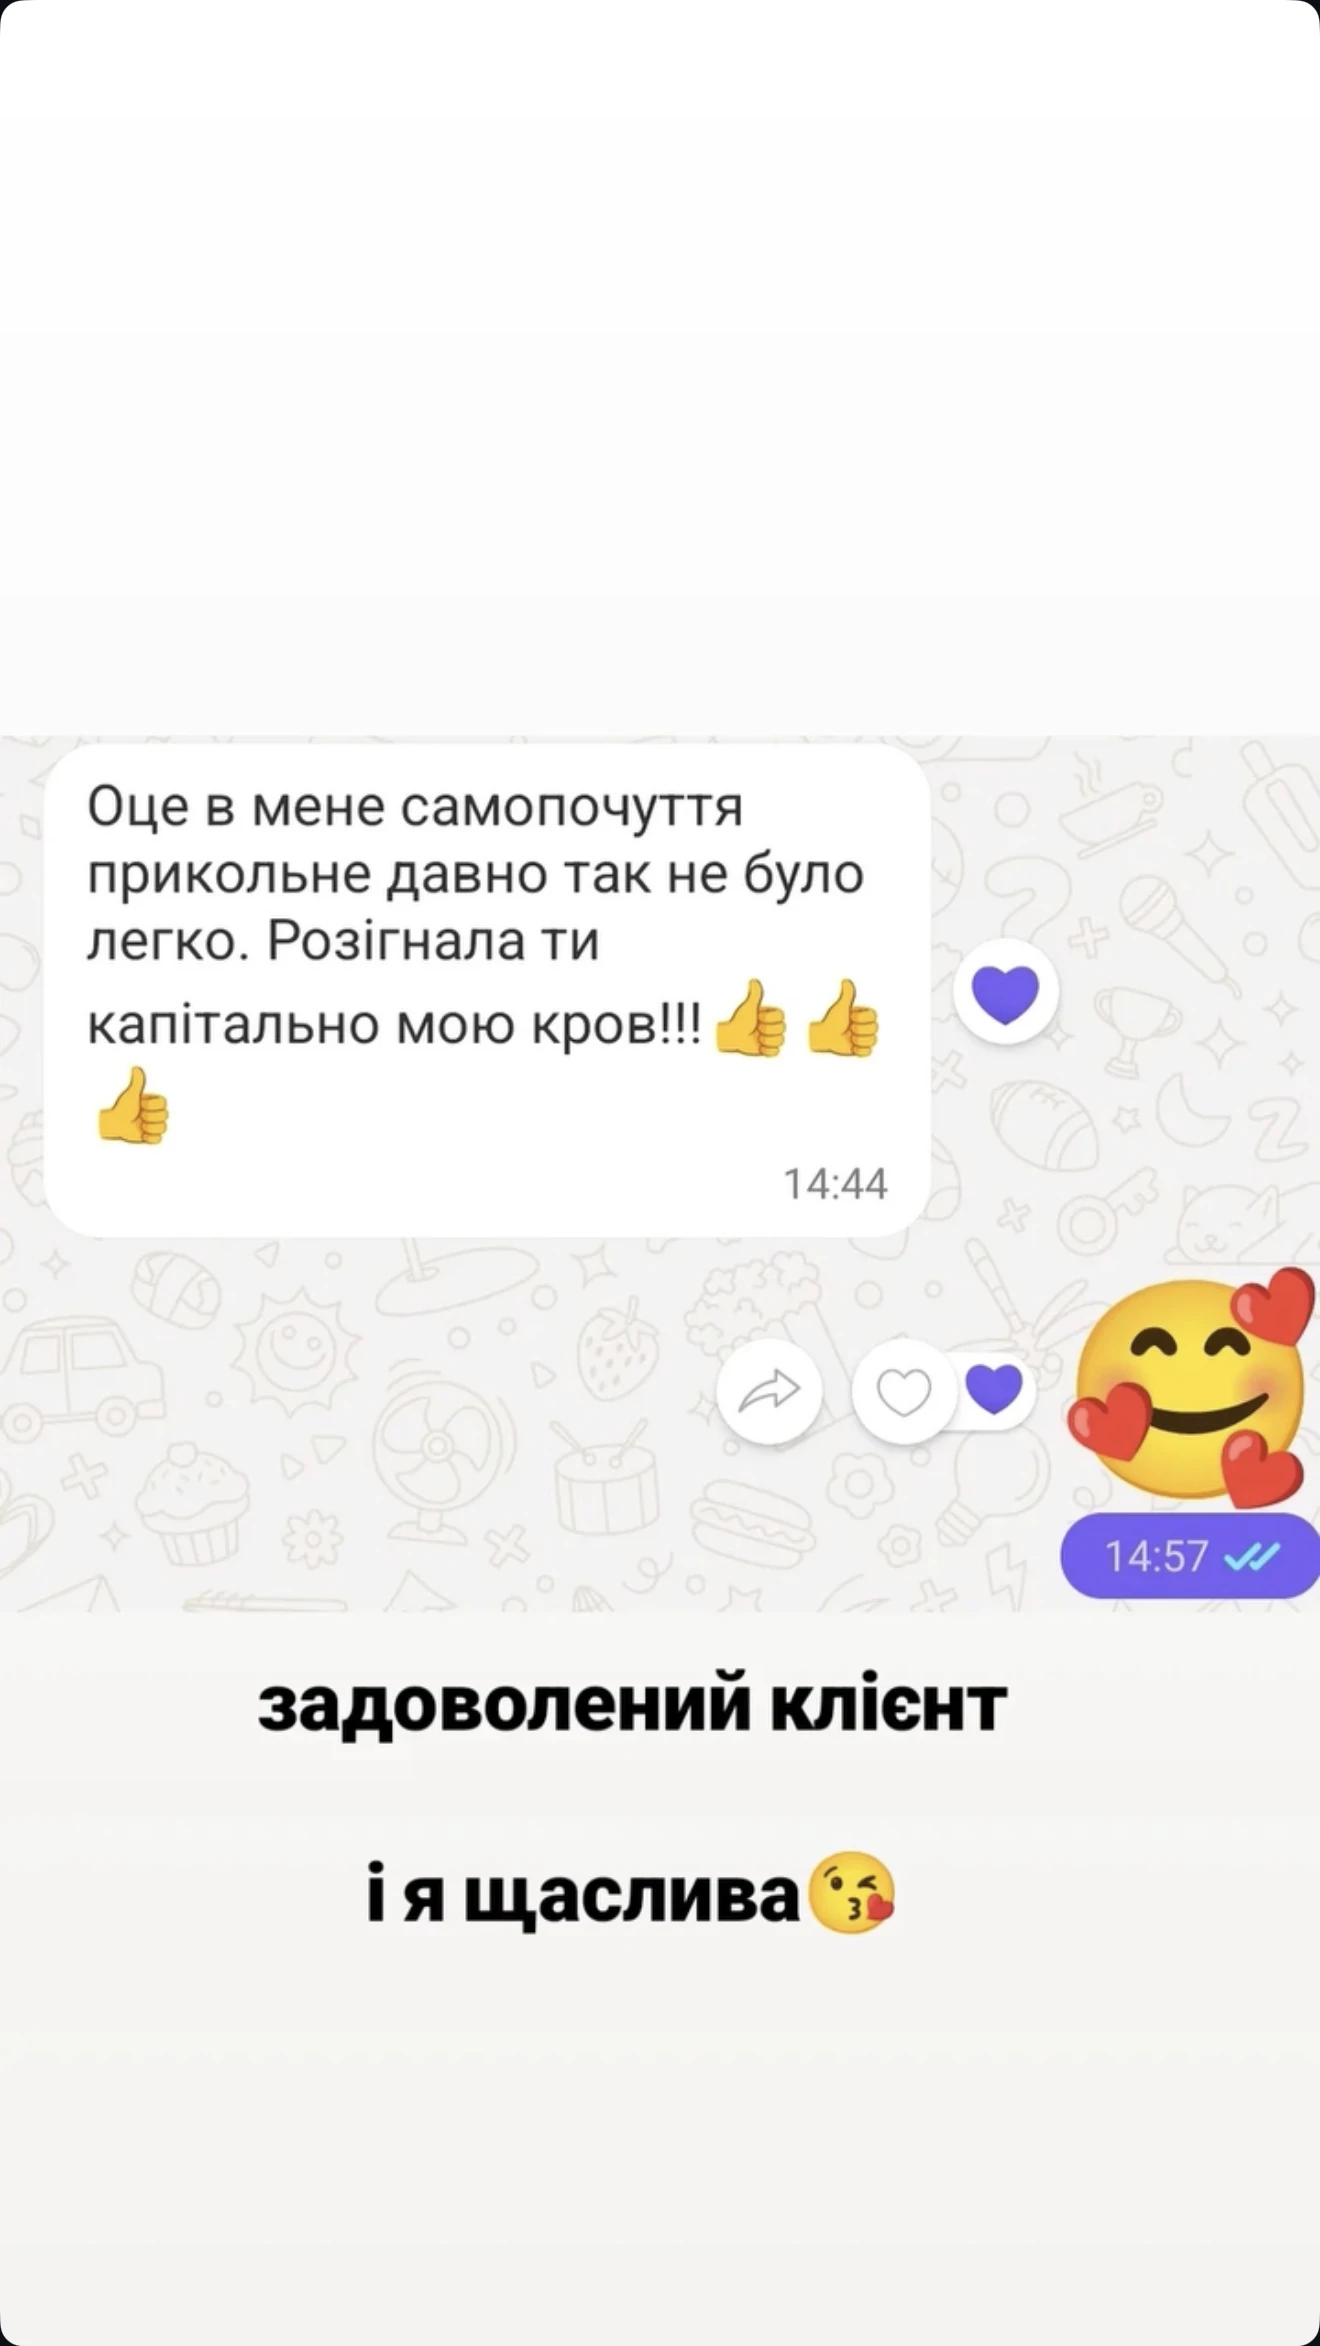 Оце в мене самопочуття
прикольне давно так не було
легко. Розігнала ти
капітально мою кров!!!👍👍
👍
14:44
🥰
14:57
задоволений клієнт
і я щаслива😘